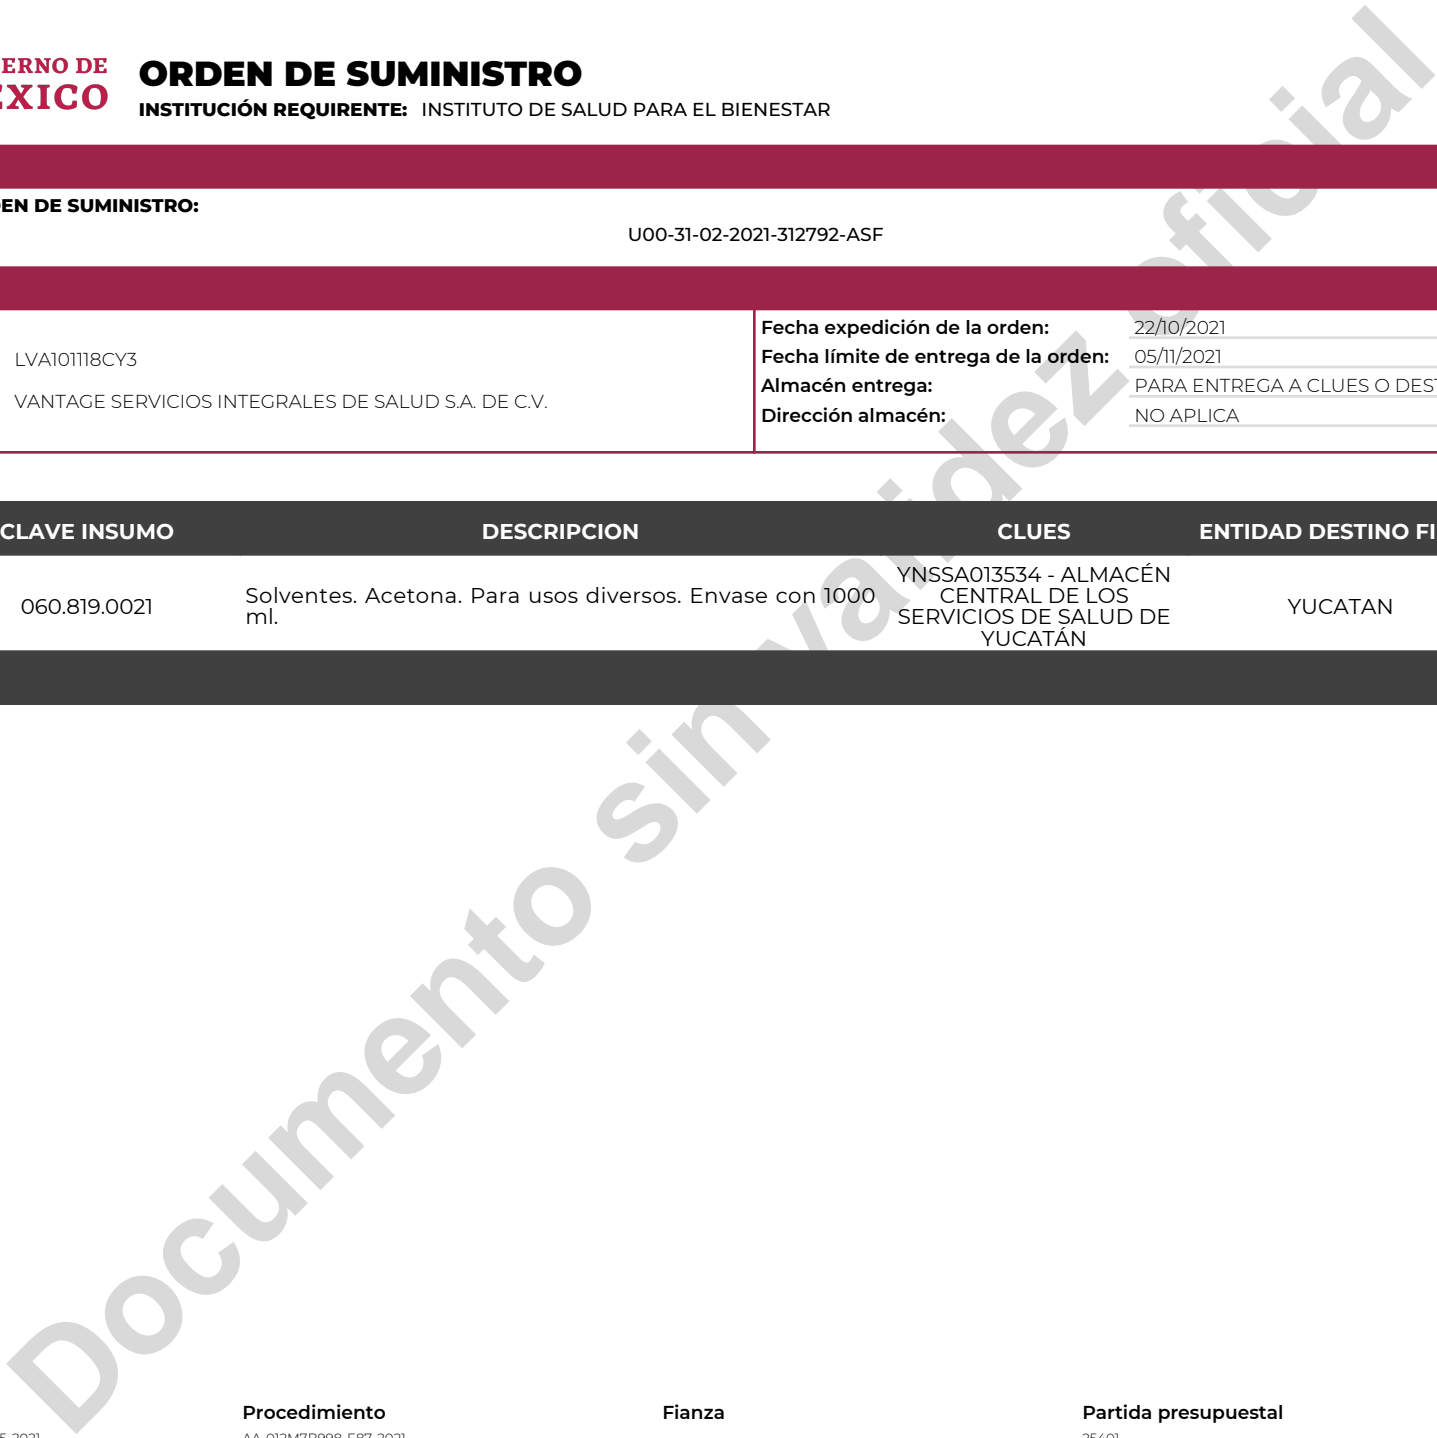 ERNO DE
EXICO
ORDEN DE SUMINISTRO
INSTITUCIÓN REQUIRENTE: INSTITUTO DE SALUD PARA EL BIENESTAR
EN DE SUMINISTRO:
U00-31-02-2021-312792-ASF
LVA101118CY3
VANTAGE SERVICIOS INTEGRALES DE SALUD S.A. DE C.V.
Fecha expedición de la orden: 22/10/2021
Fecha límite de entrega de la orden: 05/11/2021
Almacén entrega: PARA ENTREGA A CLUES O DEST
Dirección almacén: NO APLICA
CLAVE INSUMO DESCRIPCION CLUES ENTIDAD DESTINO FI
060.819.0021
Solventes. Acetona. Para usos diversos. Envase con 1000
ml.
YNSSA013534 - ALMACÉN
CENTRAL DE LOS
SERVICIOS DE SALUD DE
YUCATÁN
YUCATAN
Documento sin validez oficial
Procedimiento Fianza Partida presupuestal